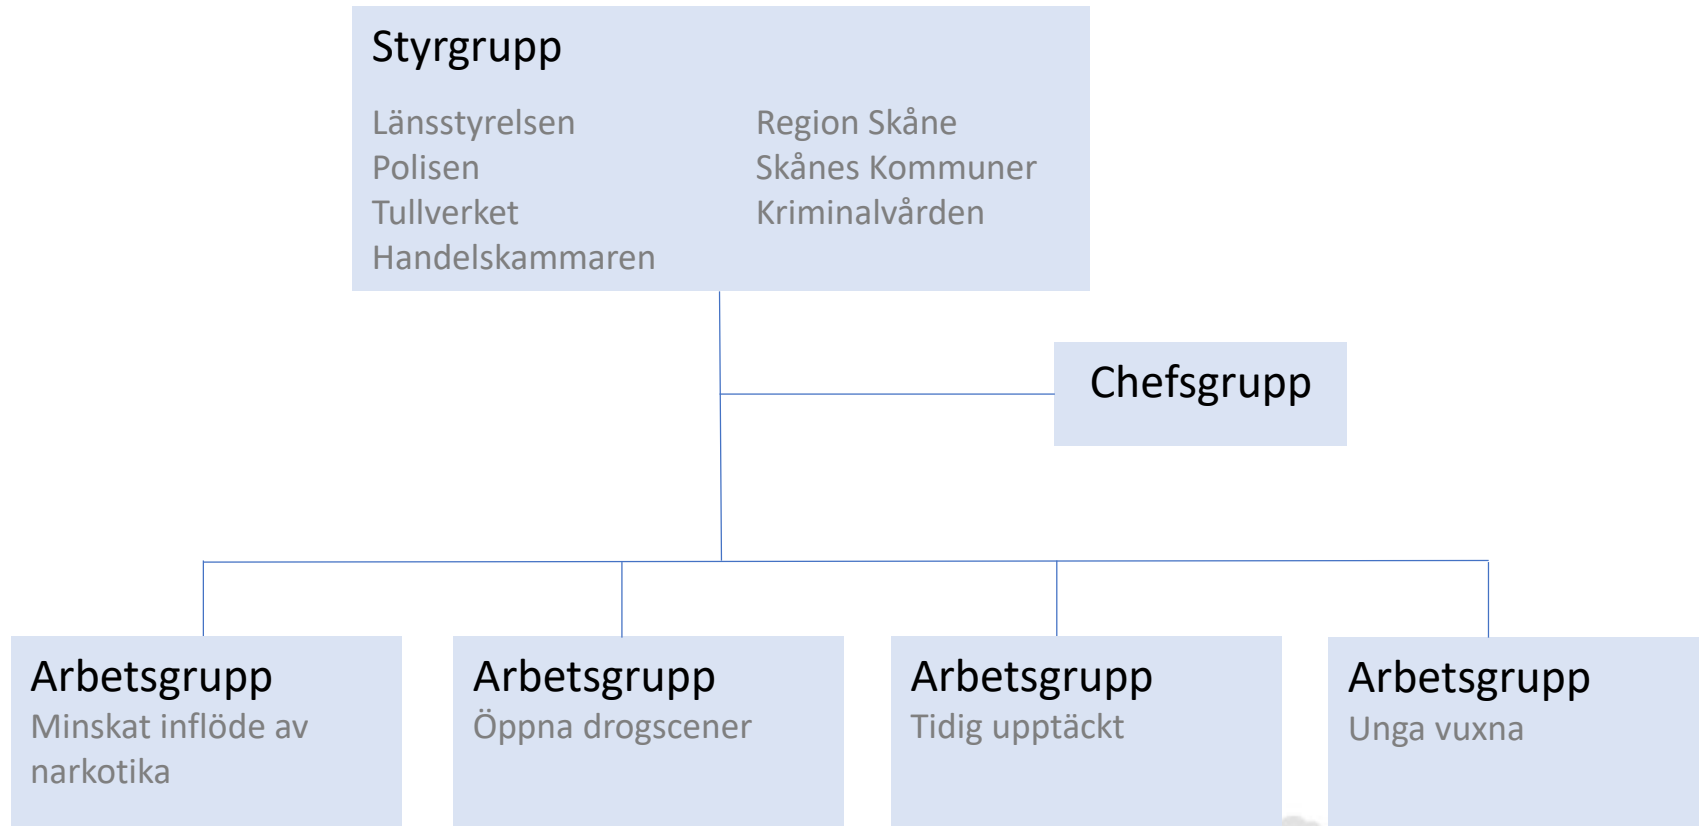 Styrgrupp
Länsstyrelsen
Polisen
Tullverket
Handelskammaren
Region Skåne
Skånes Kommuner
Kriminalvården
Chefsgrupp
Arbetsgrupp
Minskat inflöde av
narkotika
Arbetsgrupp
Öppna drogscener
Arbetsgrupp
Tidig upptäckt
Arbetsgrupp
Unga vuxna